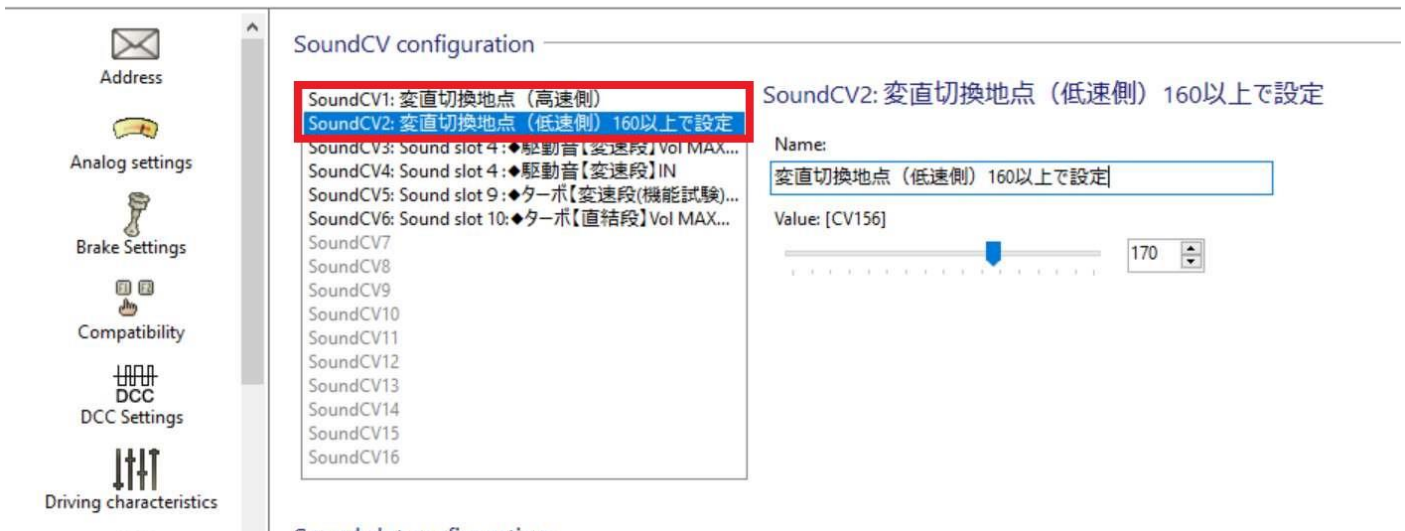 Address
Analog settings
Brake Settings
Compatibility
DCC
DCC Settings
Driving characteristics
SoundCV configuration
SoundCV1: 変直切換地点（高速側）
SoundCV2: 変直切換地点（低速側）160以上で設定
SoundCV3: Sound slot 4 :◆駆動音【変速段】Vol MAX...
SoundCV4: Sound slot 4 :◆駆動音【変速段】IN
SoundCV5: Sound slot 9 :◆ターボ【変速段(機能試験)...
SoundCV6: Sound slot 10:◆ターボ【直結段】Vol MAX...
SoundCV7
SoundCV8
SoundCV9
SoundCV10
SoundCV11
SoundCV12
SoundCV13
SoundCV14
SoundCV15
SoundCV16
SoundCV2: 変直切換地点（低速側）160以上で設定
Name:
変直切換地点（低速側）160以上で設定
Value: [CV156]
170